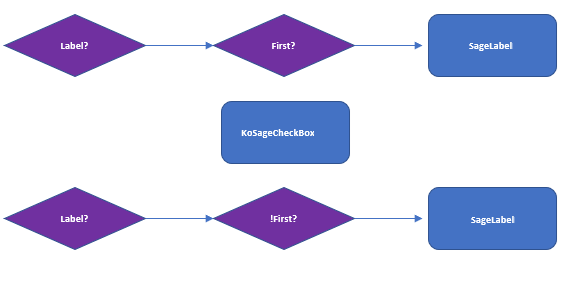 Label?
First?
SageLabel
KoSageCheckBox
Label?
!First?
SageLabel